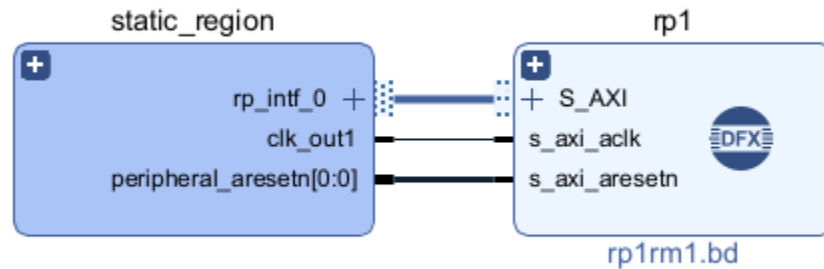 static_region
rp1
rp_intf_0
S_AXI
clk_out1
s_axi_aclk
DFX
peripheral_aresetn[0:0]
s_axi_aresetn
rp1rm1.bd